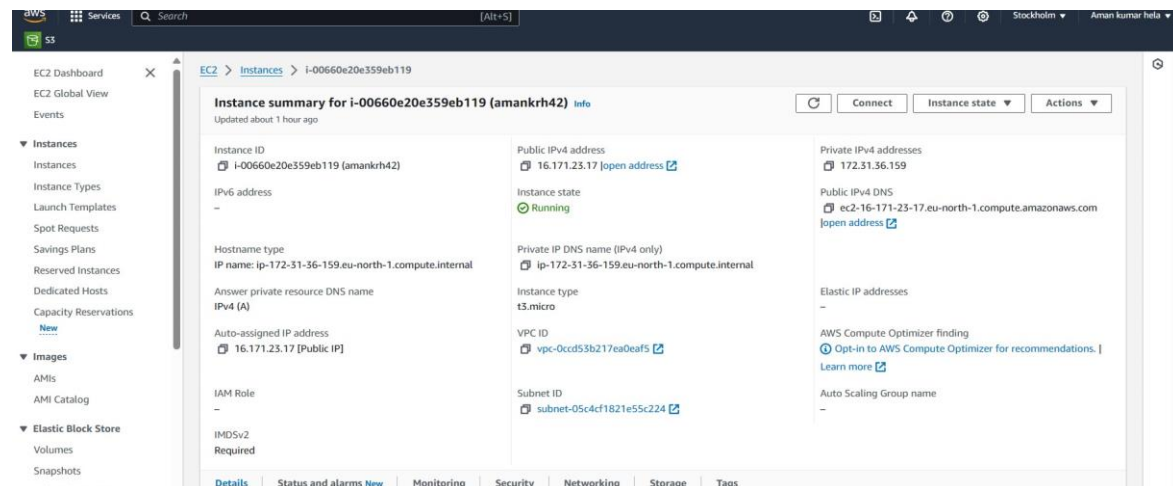 aws Services Search [Alt+S] Stockholm Aman kumar hela
S3
EC2 Dashboard
EC2 Global View
Events
Instances
Instances
Instance Types
Launch Templates
Spot Requests
Savings Plans
Reserved Instances
Dedicated Hosts
Capacity Reservations
New
Images
AMIs
AMI Catalog
Elastic Block Store
Volumes
Snapshots
EC2 > Instances > i-00660e20e359eb119
Instance summary for i-00660e20e359eb119 (amankrh42) Info
Updated about 1 hour ago
Connect Instance state Actions
Instance ID
i-00660e20e359eb119 (amankrh42)
Public IPv4 address
16.171.23.17 |open address
Private IPv4 addresses
172.31.36.159
IPv6 address
–
Instance state
Running
Public IPv4 DNS
ec2-16-171-23-17.eu-north-1.compute.amazonaws.com
|open address
Hostname type
IP name: ip-172-31-36-159.eu-north-1.compute.internal
Private IP DNS name (IPv4 only)
ip-172-31-36-159.eu-north-1.compute.internal
Answer private resource DNS name
IPv4 (A)
Instance type
t3.micro
Elastic IP addresses
–
Auto-assigned IP address
16.171.23.17 [Public IP]
VPC ID
vpc-0ccd53b217ea0eaf5
AWS Compute Optimizer finding
Opt-in to AWS Compute Optimizer for recommendations. |
Learn more
IAM Role
–
Subnet ID
subnet-05c4cf1821e55c224
Auto Scaling Group name
–
IMDSv2
Required
Details Status and alarms New Monitoring Security Networking Storage Tags